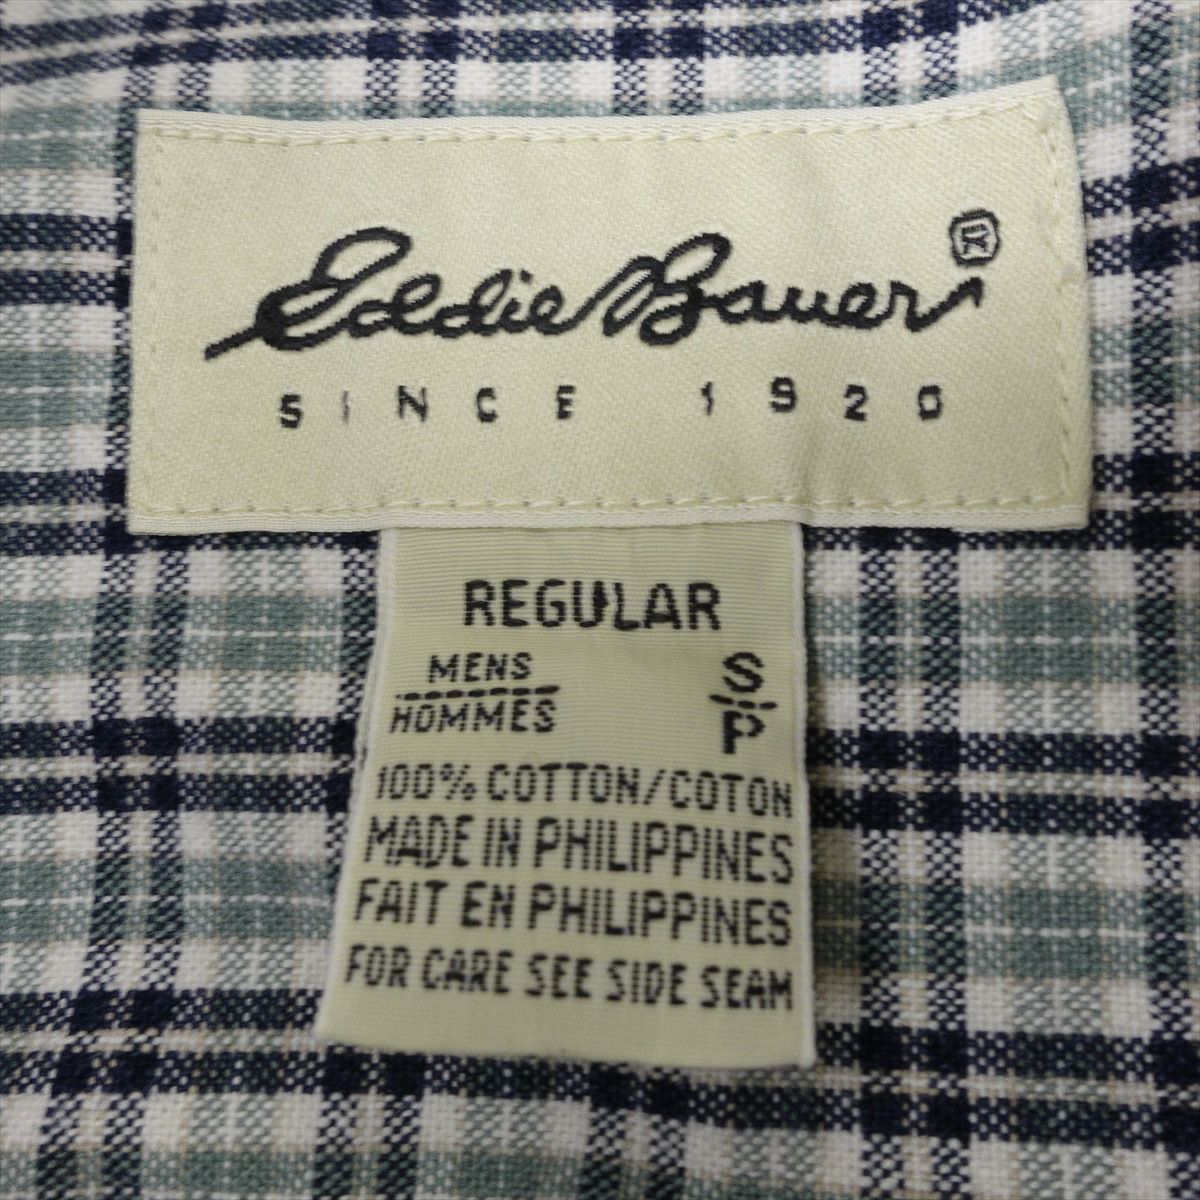 Eddie Bauer®
SINCE 1920
REGULAR
MENS S
HOMMES P
100% COTTON/COTON
MADE IN PHILIPPINES
FAIT EN PHILIPPINES
FOR CARE SEE SIDE SEAM